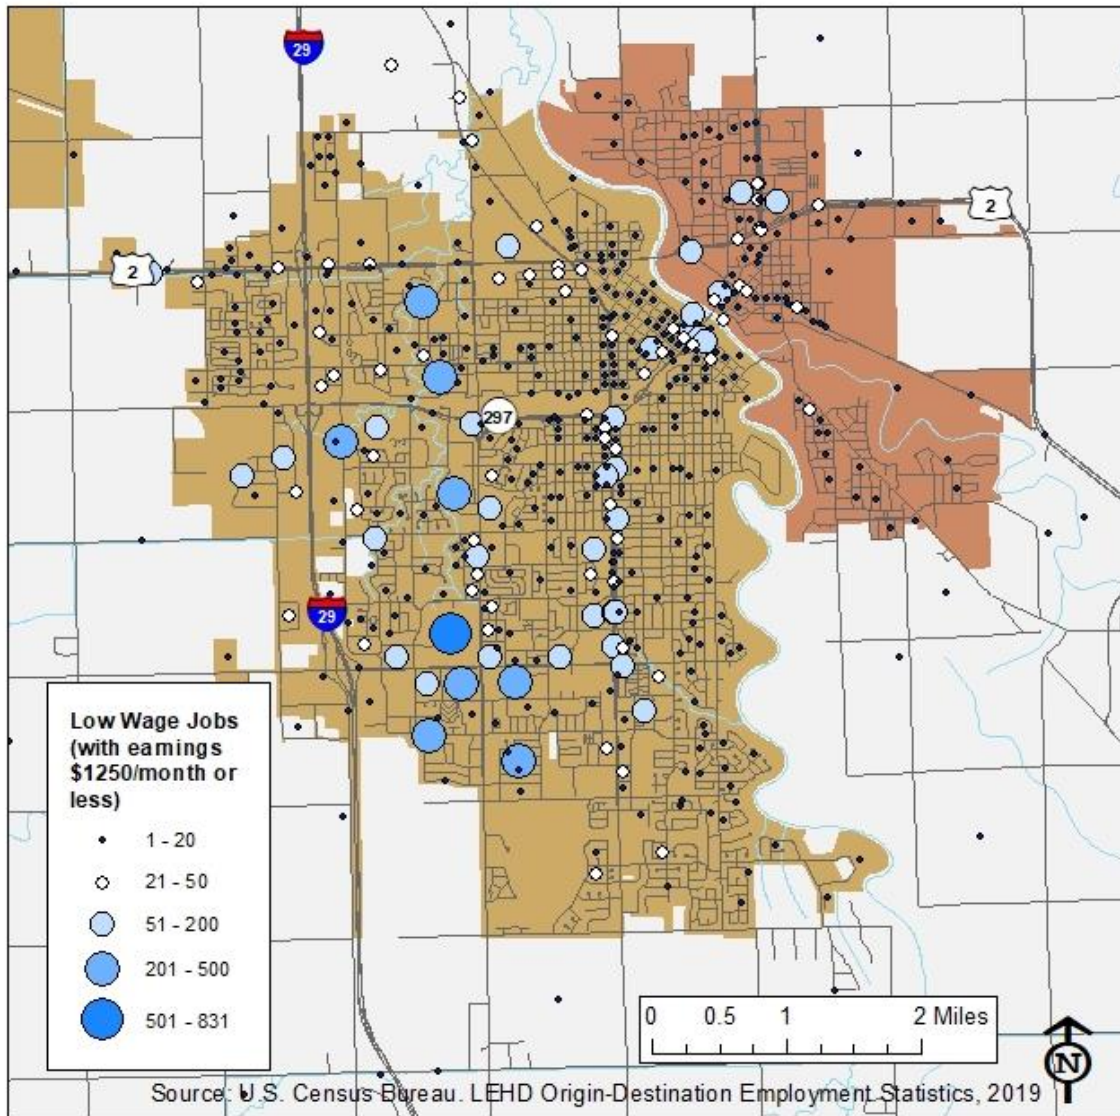 29
2
2
297
29
Low Wage Jobs
(with earnings
$1250/month or
less)
1 - 20
21 - 50
51 - 200
201 - 500
501 - 831
0 0.5 1 2 Miles
N
Source: U.S. Census Bureau. LEHD Origin-Destination Employment Statistics, 2019